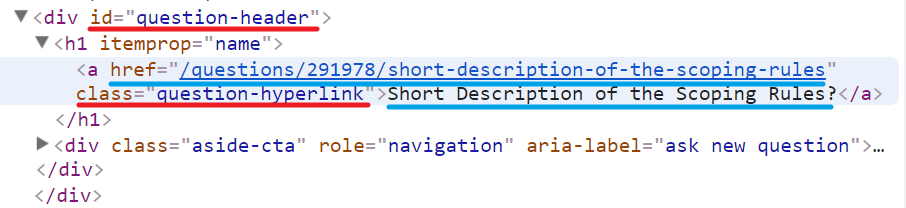 ▼<div id="question-header">
▼<h1 itemprop="name">
<a href="/questions/291978/short-description-of-the-scoping-rules"
class="question-hyperlink">Short Description of the Scoping Rules?</a>
</h1>
▶<div class="aside-cta" role="navigation" aria-label="ask new question">…
</div>
</div>